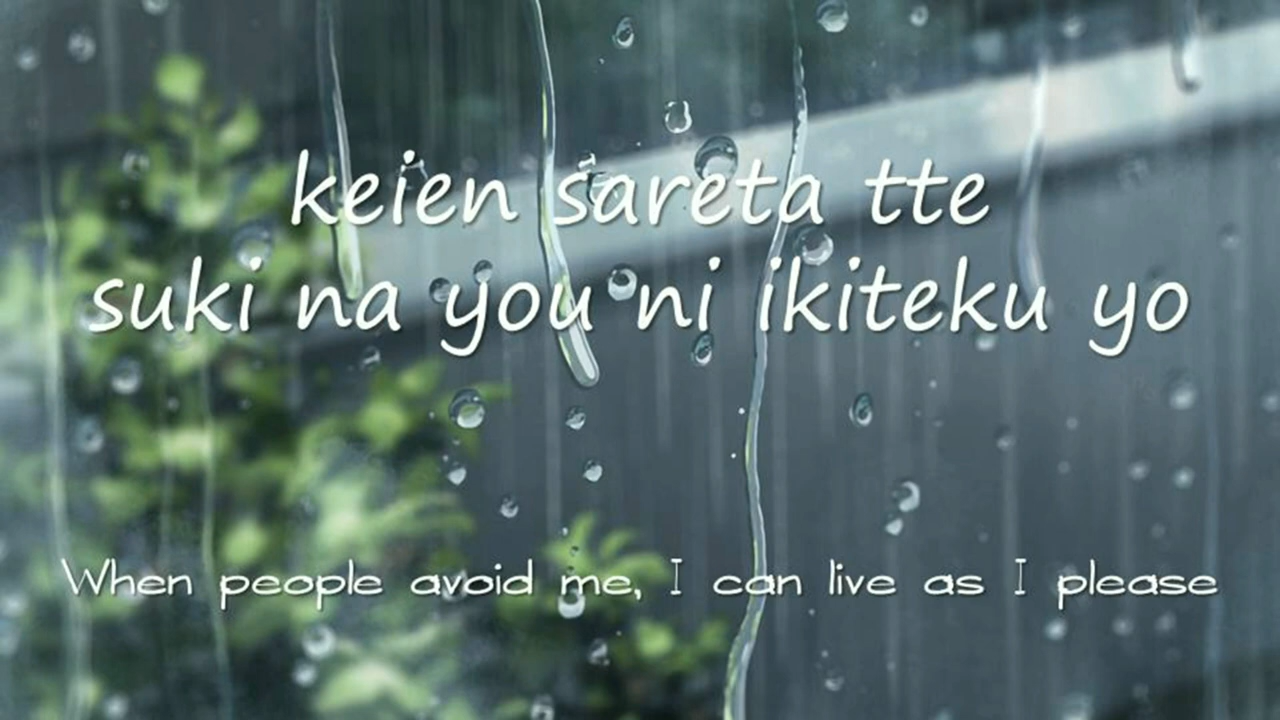 keien sareta tte
suki na you ni ikiteku yo
When people avoid me, I can live as I please